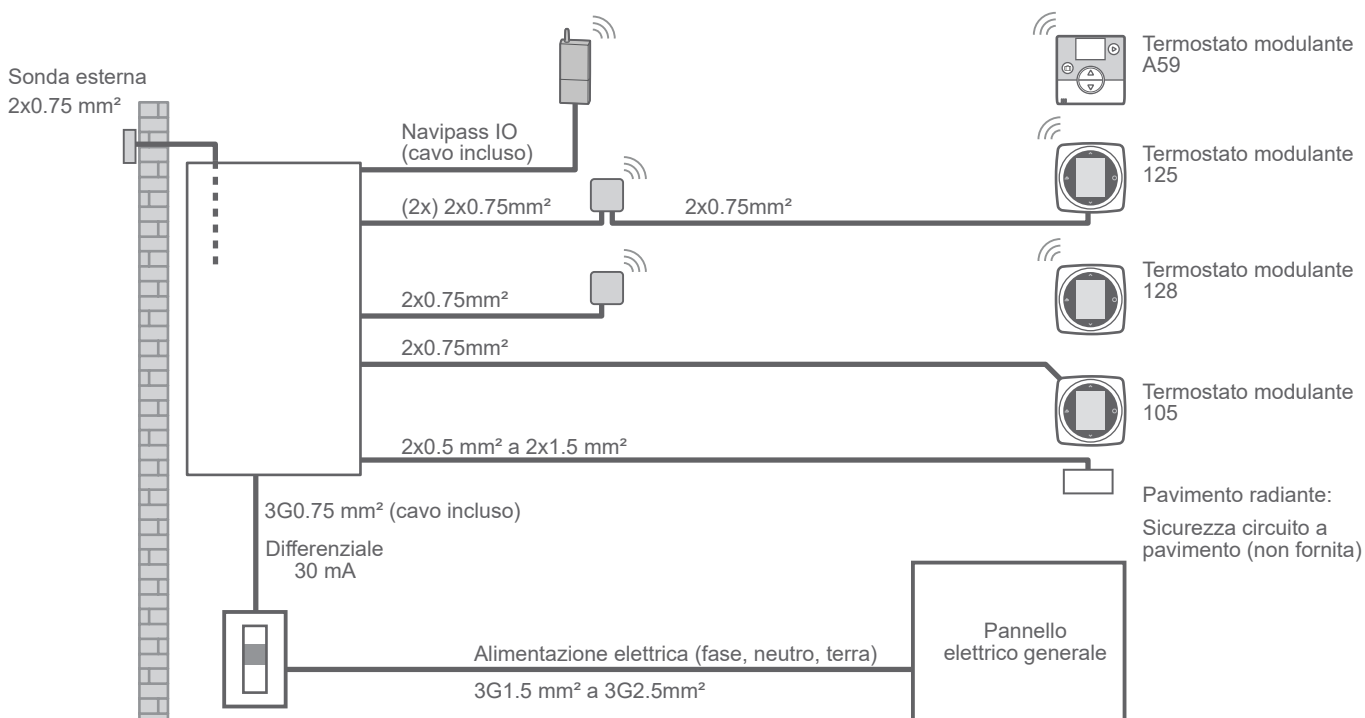 Sonda esterna
2x0.75 mm²
Navipass IO
(cavo incluso)
Termostato modulante
A59
(2x) 2x0.75mm²
2x0.75mm²
Termostato modulante
125
2x0.75mm²
Termostato modulante
128
2x0.75mm²
Termostato modulante
105
2x0.5 mm² a 2x1.5 mm²
Pavimento radiante:
Sicurezza circuito a
pavimento (non fornita)
3G0.75 mm² (cavo incluso)
Differenziale
30 mA
Alimentazione elettrica (fase, neutro, terra)
3G1.5 mm² a 3G2.5mm²
Pannello
elettrico generale